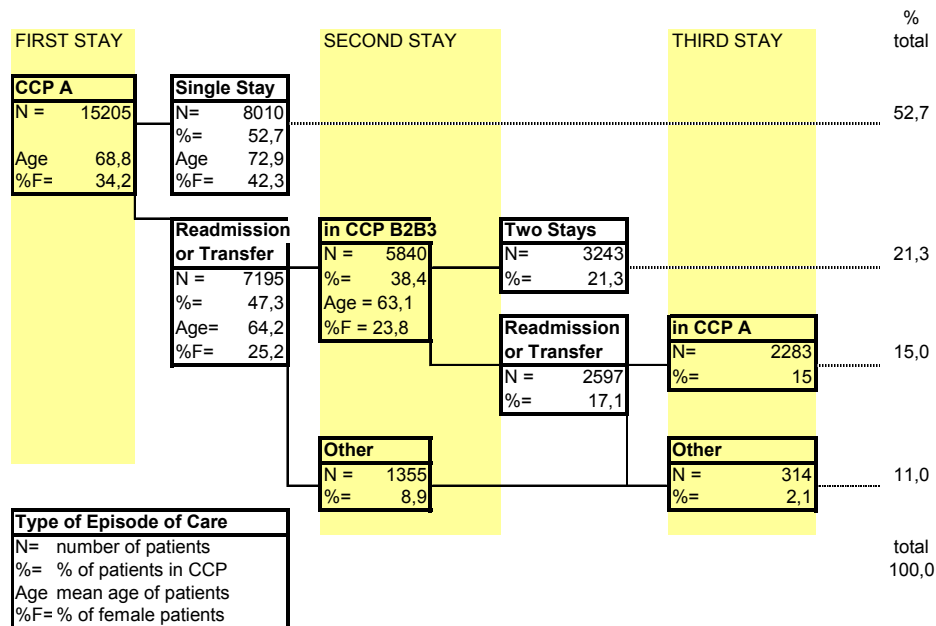 %
total
FIRST STAY
SECOND STAY
THIRD STAY
CCP A
N = 15205
Age 68,8
%F= 34,2
Single Stay
N= 8010
%= 52,7
Age 72,9
%F= 42,3
52,7
Readmission
or Transfer
N = 7195
%= 47,3
Age= 64,2
%F= 25,2
in CCP B2B3
N = 5840
%= 38,4
Age = 63,1
%F = 23,8
Two Stays
N= 3243
%= 21,3
21,3
Readmission
or Transfer
N = 2597
%= 17,1
in CCP A
N= 2283
%= 15
15,0
Other
N = 1355
%= 8,9
Other
N = 314
%= 2,1
11,0
Type of Episode of Care
N= number of patients
%= % of patients in CCP
Age mean age of patients
%F= % of female patients
total
100,0